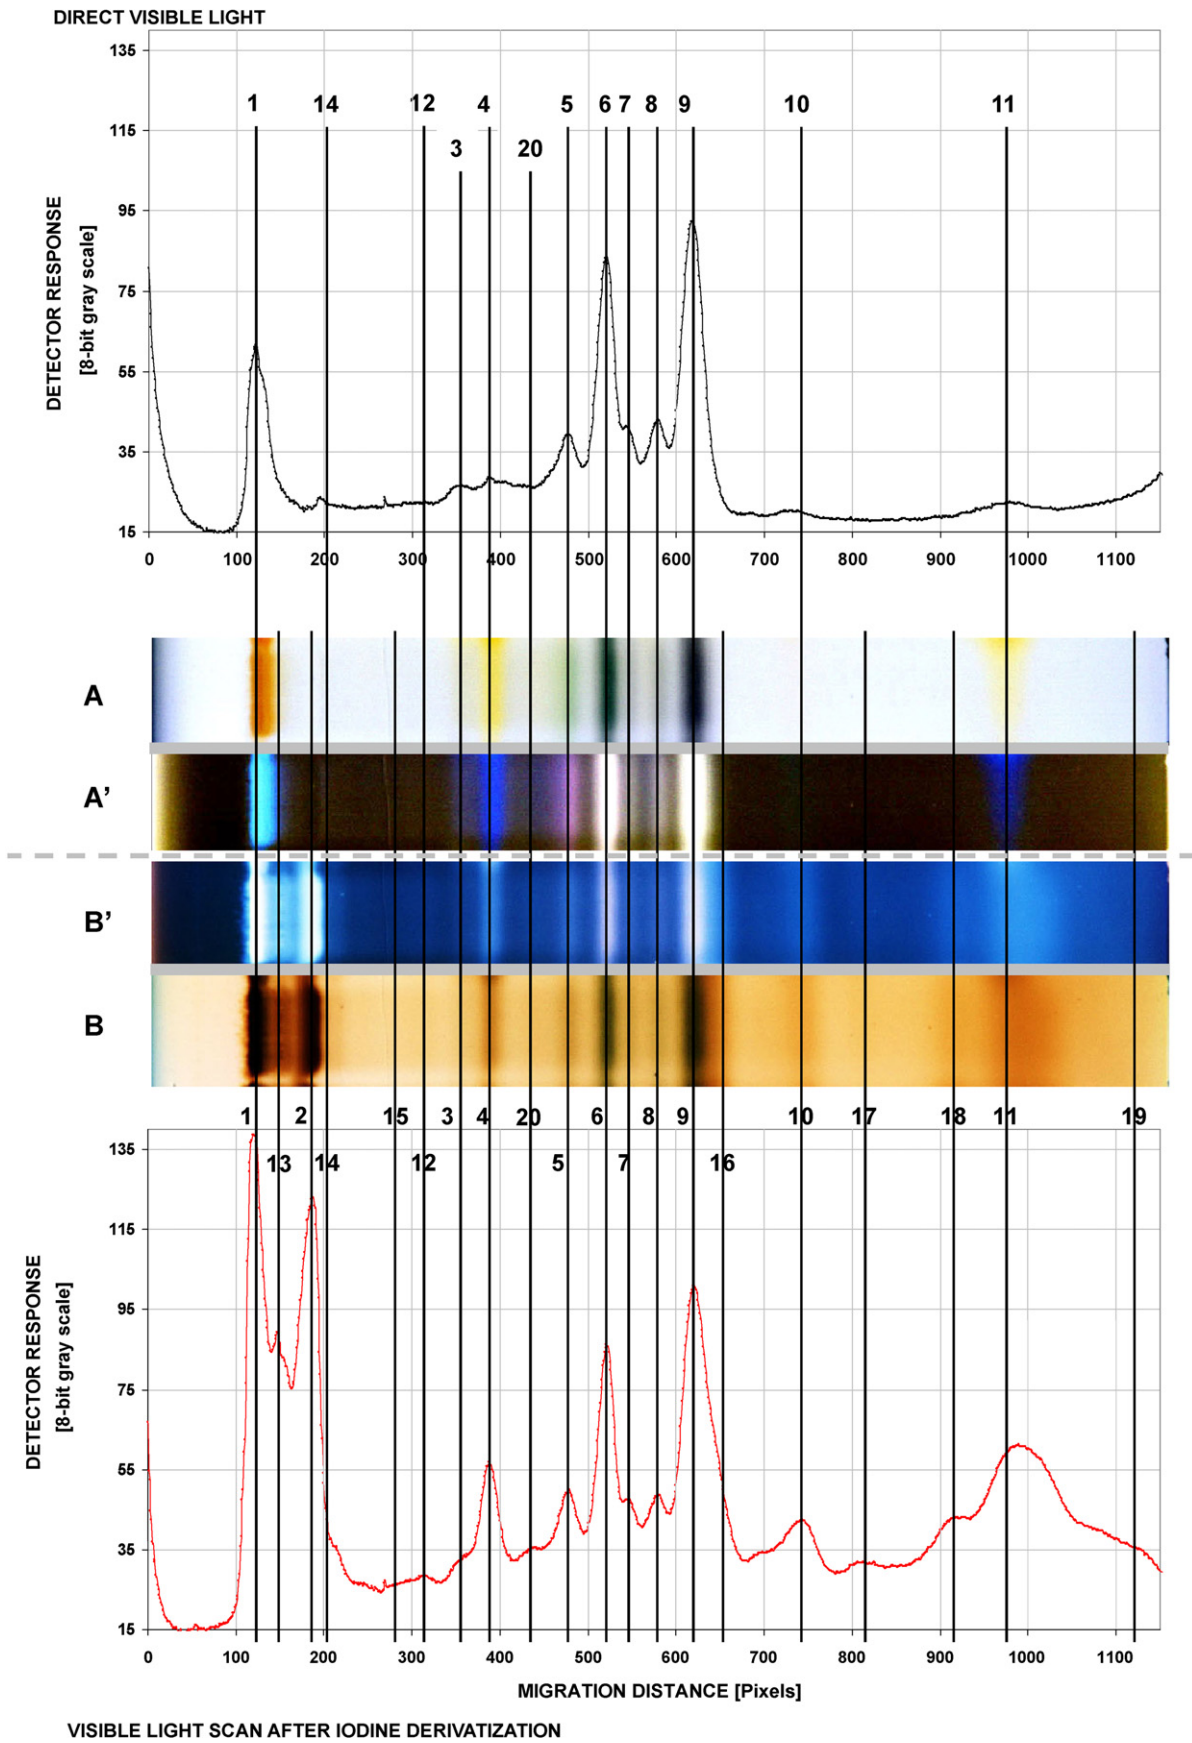 DIRECT VISIBLE LIGHT
135
1 14 12 4 5 6 7 8 9 10 11
115
3 20
DETECTOR RESPONSE
[8-bit gray scale]
95
75
55
35
15
0 100 200 300 400 500 600 700 800 900 1000 1100
A
A'
B'
B
1 2 15 3 4 20 6 8 9 10 17 18 11 19
135
13 14 12 5 7 16
115
DETECTOR RESPONSE
[8-bit gray scale]
95
75
55
35
15
0 100 200 300 400 500 600 700 800 900 1000 1100
MIGRATION DISTANCE [Pixels]
VISIBLE LIGHT SCAN AFTER IODINE DERIVATIZATION